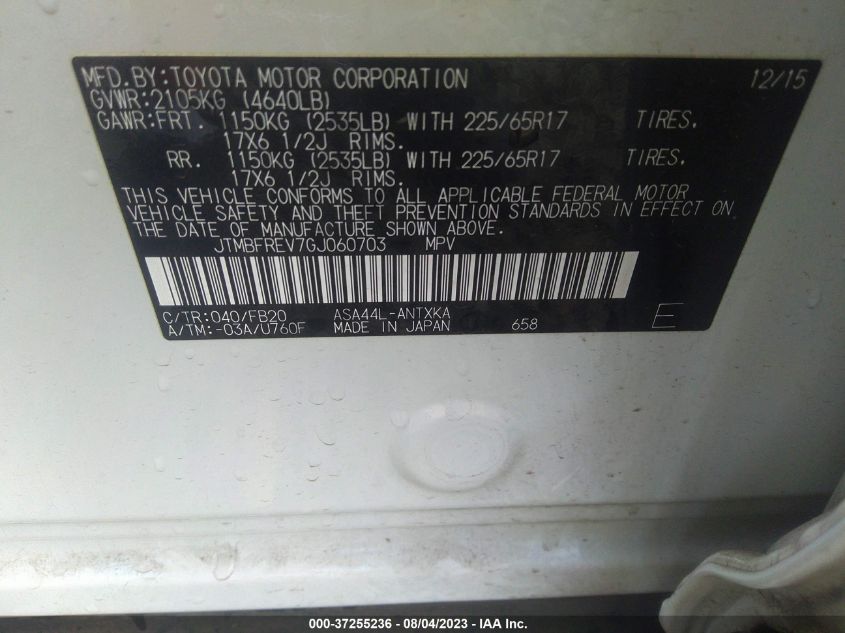 MFD.BY:TOYOTA MOTOR CORPORATION 12/15
GVWR:2105KG (4640LB)
GAWR:FRT. 1150KG (2535LB) WITH 225/65R17 TIRES.
17X6 1/2J RIMS.
RR. 1150KG (2535LB) WITH 225/65R17 TIRES.
17X6 1/2J RIMS.
THIS VEHICLE CONFORMS TO ALL APPLICABLE FEDERAL MOTOR
VEHICLE SAFETY AND THEFT PREVENTION STANDARDS IN EFFECT ON
THE DATE OF MANUFACTURE SHOWN ABOVE.
JTMBFREV7GJ060703 MPV
C/TR:040/FB20 ASA44L-ANTXKA
A/TM:-03A/U760F MADE IN JAPAN 658 E
000-37255236 - 08/04/2023 - IAA Inc.